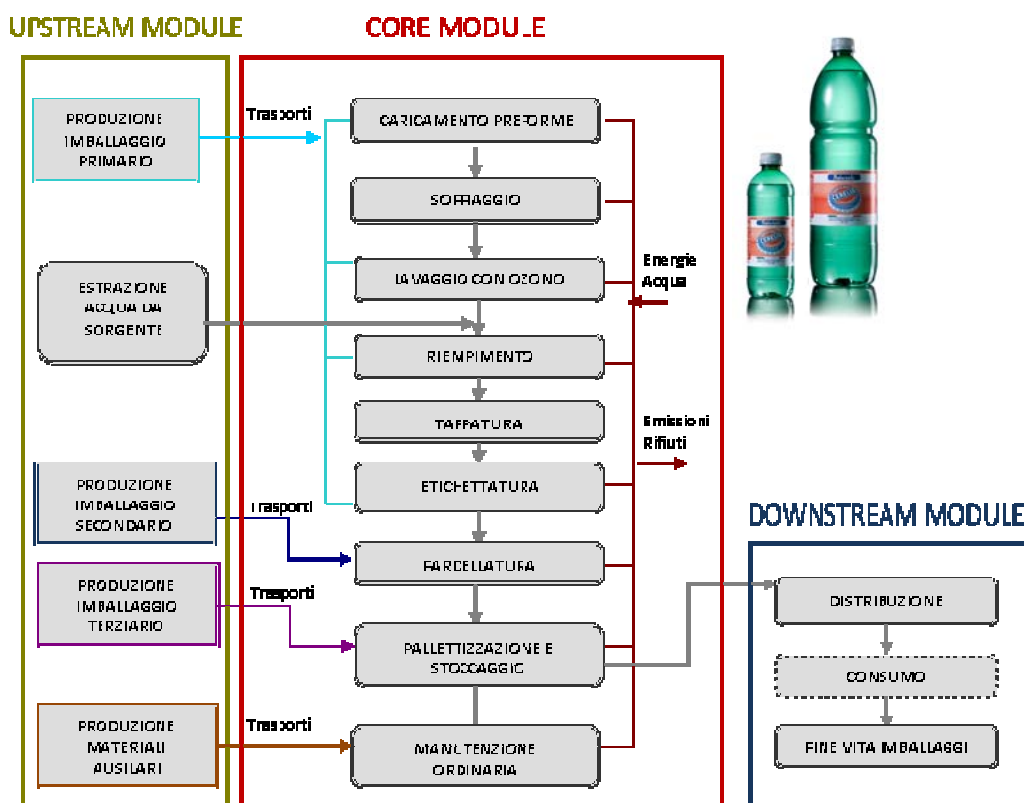 UPSTREAM MODULE
CORE MODULE
PRODUZIONE
IMBALLAGGIO
PRIMARIO
Trasporti
CARICAMENTO PREFORME
SOFFIAGGIO
LAVAGGIO CON OZONO
Energie
Acqua
ESTRAZIONE
ACQUA DA
SORGENTE
RIEMPIMENTO
TAPPATURA
Emissioni
Rifiuti
PRODUZIONE
IMBALLAGGIO
SECONDARIO
Trasporti
ETICHETTATURA
DOWNSTREAM MODULE
FARDELLATURA
PRODUZIONE
IMBALLAGGIO
TERZIARIO
Trasporti
PALLETTIZZAZIONE E
STOCCAGGIO
DISTRIBUZIONE
CONSUMO
PRODUZIONE
MATERIALI
AUSILARI
Trasporti
MANUTENZIONE
ORDINARIA
FINE VITA IMBALLAGGI